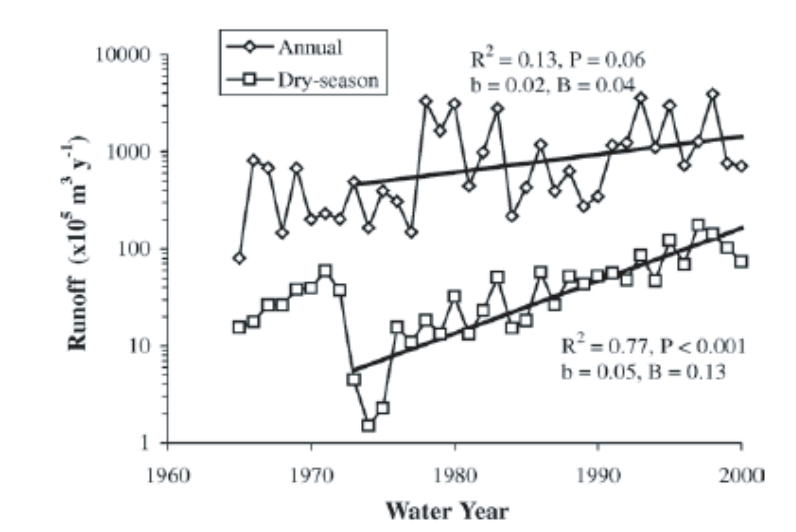 Annual
Dry-season
R² = 0.13, P = 0.06
b = 0.02, B = 0.04
10000
1000
100
10
1
Runoff (x10⁵ m³ y⁻¹)
R² = 0.77, P < 0.001
b = 0.05, B = 0.13
1960 1970 1980 1990 2000
Water Year